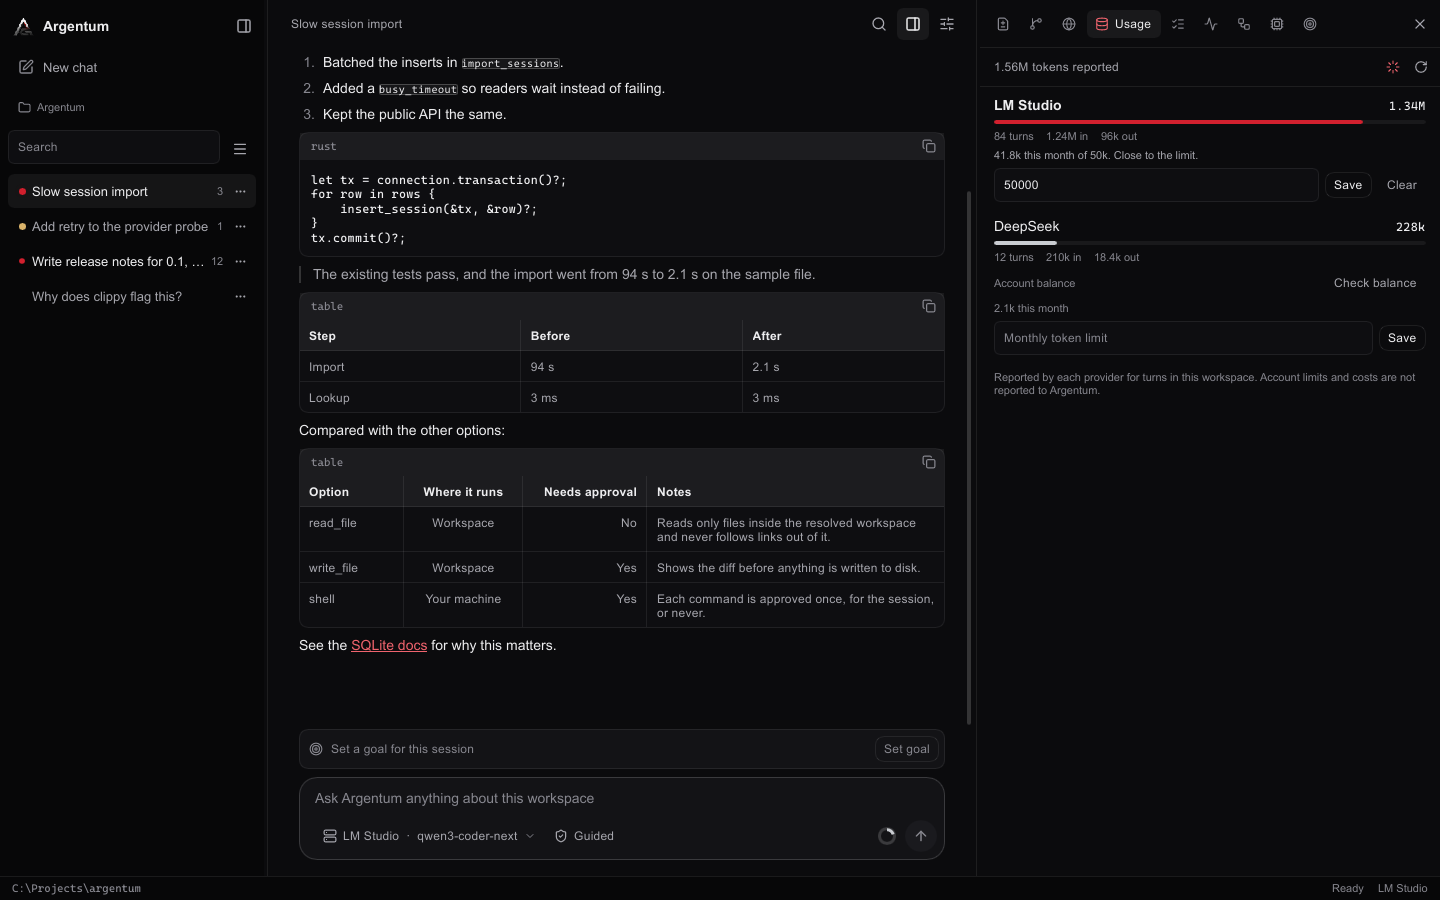 Argentum
New chat
Argentum
Search
Slow session import 3
Add retry to the provider probe 1
Write release notes for 0.1, ... 12
Why does clippy flag this?
Slow session import
1. Batched the inserts in import_sessions.
2. Added a busy_timeout so readers wait instead of failing.
3. Kept the public API the same.
rust
let tx = connection.transaction()?;
for row in rows {
    insert_session(&tx, &row)?;
}
tx.commit()?;
The existing tests pass, and the import went from 94 s to 2.1 s on the sample file.
table
Step Before After
Import 94 s 2.1 s
Lookup 3 ms 3 ms
Compared with the other options:
table
Option Where it runs Needs approval Notes
read_file Workspace No Reads only files inside the resolved workspace
and never follows links out of it.
write_file Workspace Yes Shows the diff before anything is written to disk.
shell Your machine Yes Each command is approved once, for the session,
or never.
See the SQLite docs for why this matters.
Set a goal for this session Set goal
Ask Argentum anything about this workspace
LM Studio · qwen3-coder-next Guided
Usage
1.56M tokens reported
LM Studio 1.34M
84 turns 1.24M in 96k out
41.8k this month of 50k. Close to the limit.
50000 Save Clear
DeepSeek 228k
12 turns 210k in 18.4k out
Account balance Check balance
2.1k this month
Monthly token limit Save
Reported by each provider for turns in this workspace. Account limits and costs are not
reported to Argentum.
C:\Projects\argentum Ready LM Studio